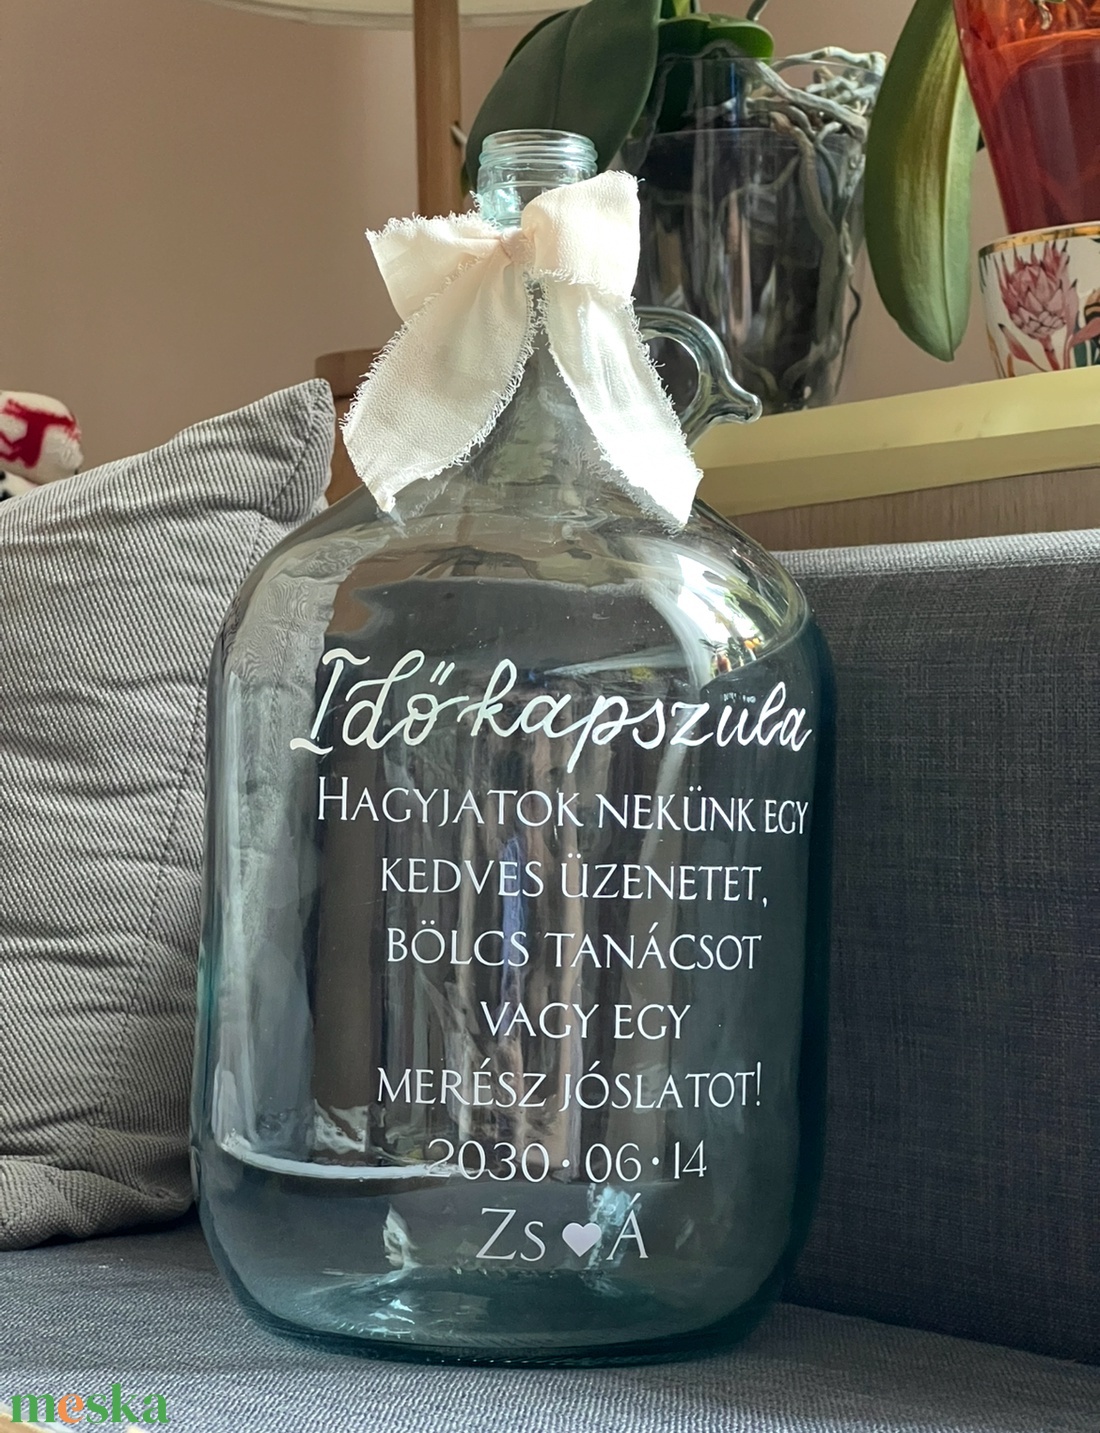 Időkapszula
HAGYJATOK NEKÜNK EGY
KEDVES ÜZENETET,
BÖLCS TANÁCSOT
VAGY EGY
MERÉSZ JÓSLATOT!
2030·06·14
Zs ♥ Á
meska